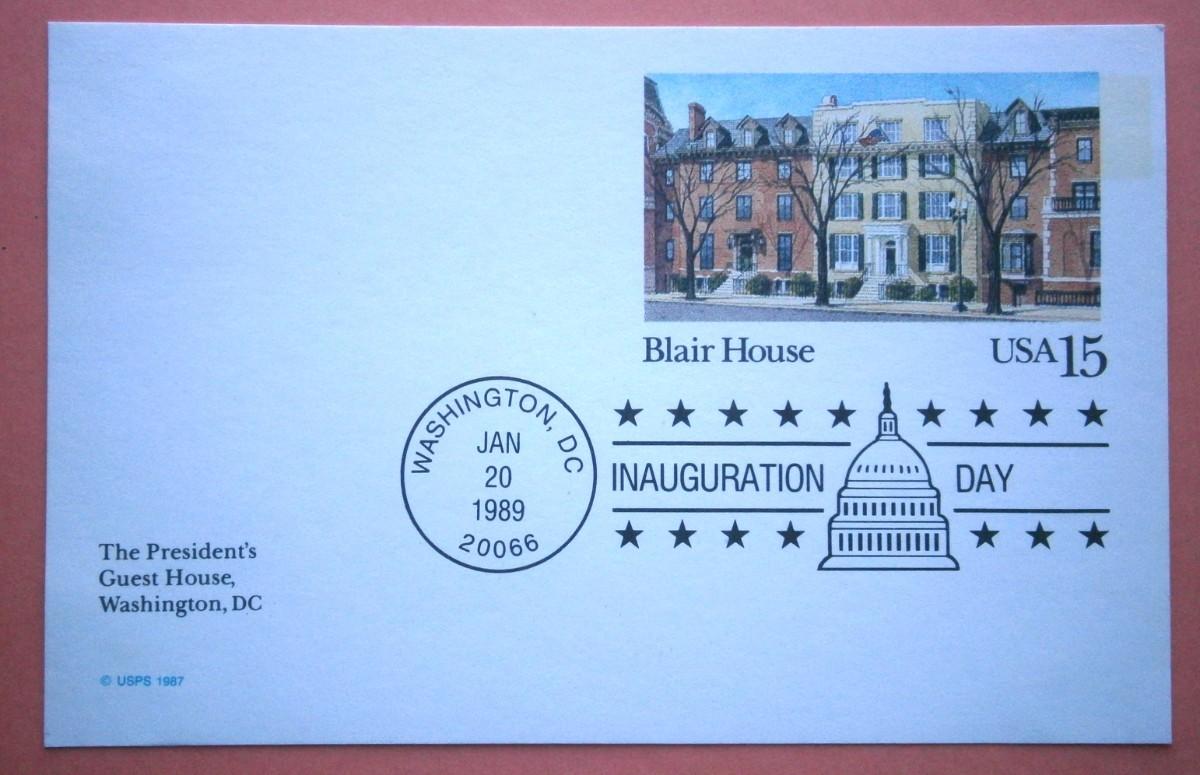 Blair House USA15
WASHINGTON, DC
JAN
20
1989
20066
INAUGURATION DAY
The President's
Guest House,
Washington, DC
© USPS 1987